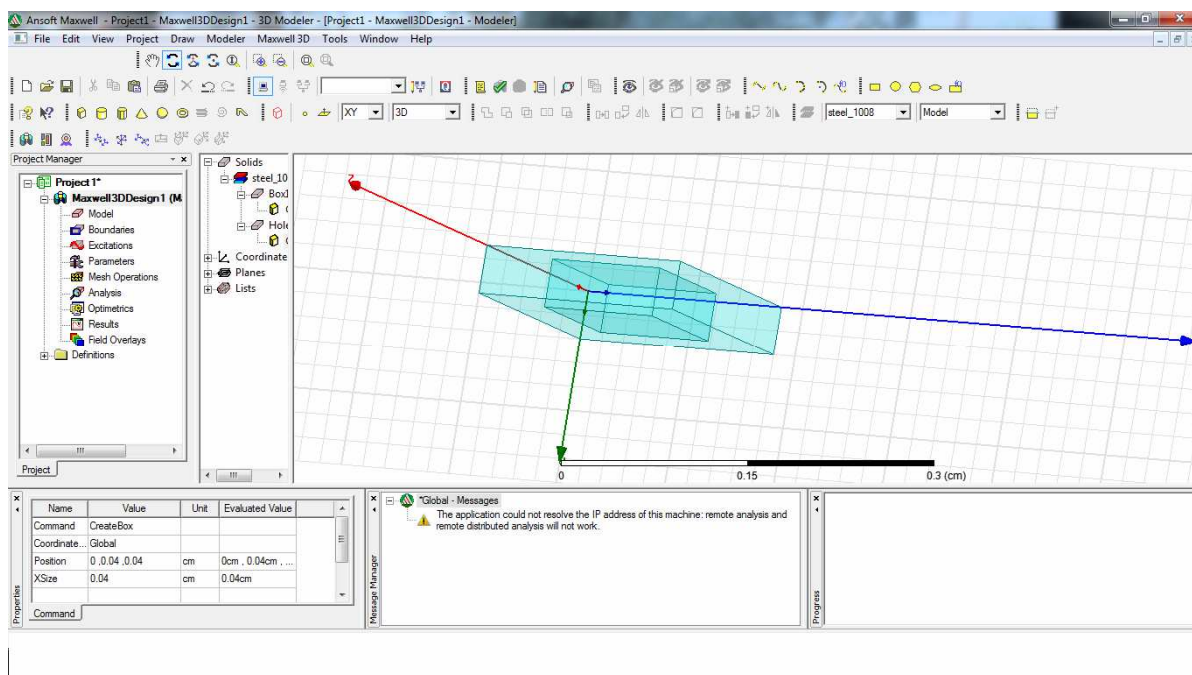 Ansoft Maxwell - Project1 - Maxwell3DDesign1 - 3D Modeler - [Project1 - Maxwell3DDesign1 - Modeler]
File Edit View Project Draw Modeler Maxwell 3D Tools Window Help
XY 3D steel_1008 Model
Project Manager
Project1*
Maxwell3DDesign1 (M
Model
Boundaries
Excitations
Parameters
Mesh Operations
Analysis
Optimetrics
Results
Field Overlays
Definitions
Project
Solids
steel_10
Box1
C
Hole
C
Coordinate
Planes
Lists
Z
0 0.15 0.3 (cm)
Properties
Name Value Unit Evaluated Value
Command CreateBox
Coordinate... Global
Position 0 ,0.04 ,0.04 cm 0cm , 0.04cm , ...
XSize 0.04 cm 0.04cm
Command
Message Manager
*Global - Messages
The application could not resolve the IP address of this machine: remote analysis and
remote distributed analysis will not work.
Progress